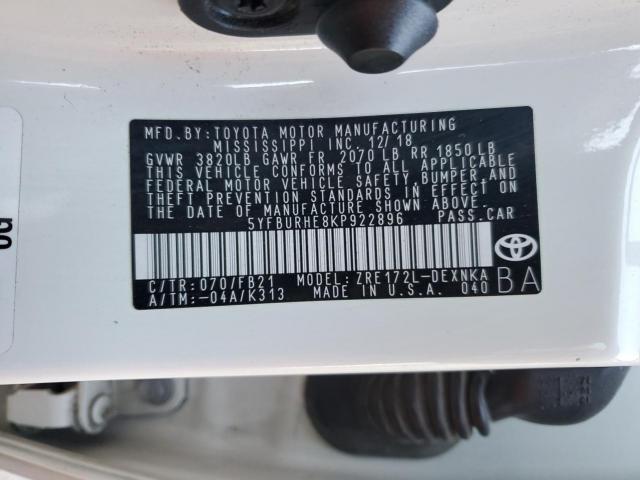 MFD. BY: TOYOTA MOTOR MANUFACTURING
MISSISSIPPI INC. 12/18
GVWR 3820LB GAWR FR 2070 LB RR 1850 LB
THIS VEHICLE CONFORMS TO ALL APPLICABLE
FEDERAL MOTOR VEHICLE SAFETY, BUMPER AND
THEFT PREVENTION STANDARDS IN EFFECT ON
THE DATE OF MANUFACTURE SHOWN ABOVE.
5YFBURHE8KP922896 PASS.CAR
C/TR:070/FB21 MODEL:ZRE172L-DEXNKA
A/TM:-04A/K313 MADE IN U.S.A. 040
BA